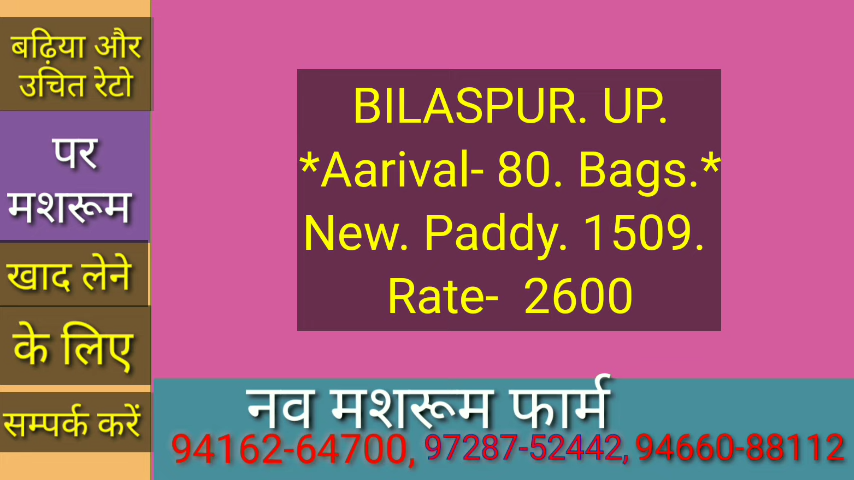 बढ़िया और
उचित रेटो
पर
मशरूम
खाद लेने
के लिए
सम्पर्क करें
BILASPUR. UP.
*Aarival- 80. Bags.*
New. Paddy. 1509.
Rate- 2600
नव मशरूम फार्म
94162-64700, 97287-52442, 94660-88112